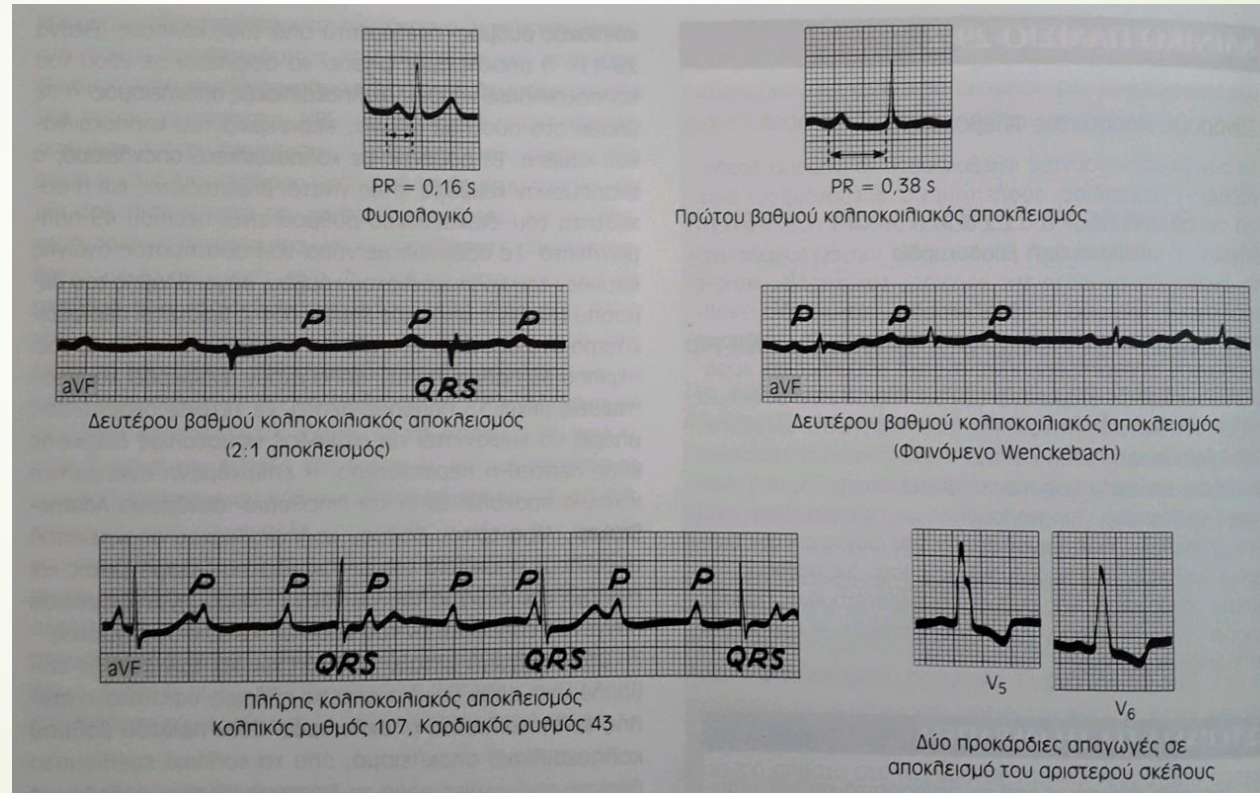 PR = 0,16 s
Φυσιολογικό
PR = 0,38 s
Πρώτου βαθμού κολποκοιλιακός αποκλεισμός
P P P
aVF
QRS
Δευτέρου βαθμού κολποκοιλιακός αποκλεισμός
(2:1 αποκλεισμός)
P P P
aVF
Δευτέρου βαθμού κολποκοιλιακός αποκλεισμός
(Φαινόμενο Wenckebach)
P P P P P P P
aVF
QRS QRS QRS
Πλήρης κολποκοιλιακός αποκλεισμός
Κολπικός ρυθμός 107, Καρδιακός ρυθμός 43
V5
V6
Δύο προκάρδιες απαγωγές σε
αποκλεισμό του αριστερού σκέλους